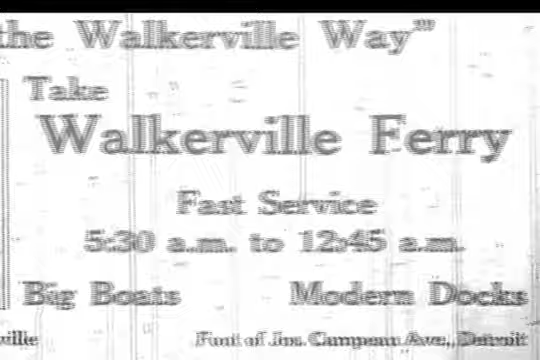 the Walkerville Way"
Take
Walkerville Ferry
Fast Service
5:30 a.m. to 12:45 a.m.
Big Boats Modern Docks
ville Foot of Jos. Campeau Ave., Detroit